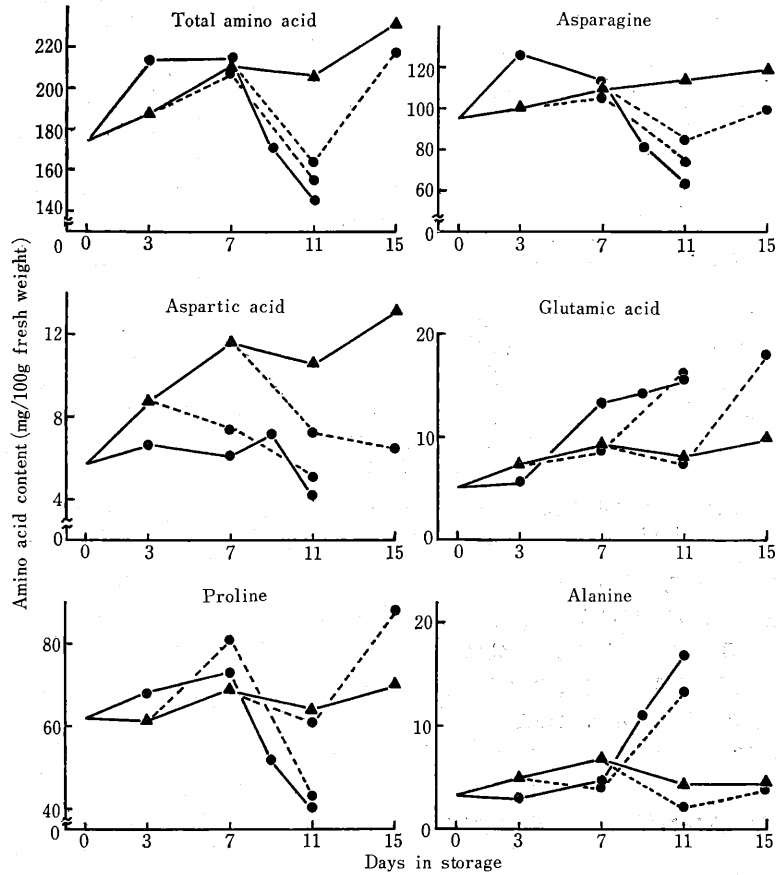 Total amino acid
220
200
180
160
140
0
0 3 7 11 15
Asparagine
120
100
80
60
0
0 3 7 11 15
Amino acid content (mg/100g fresh weight)
Aspartic acid
12
8
4
0
0 3 7 11 15
Glutamic acid
20
10
0
0 3 7 11 15
Proline
80
60
40
0
0 3 7 11 15
Alanine
20
10
0
0 3 7 11 15
Days in storage